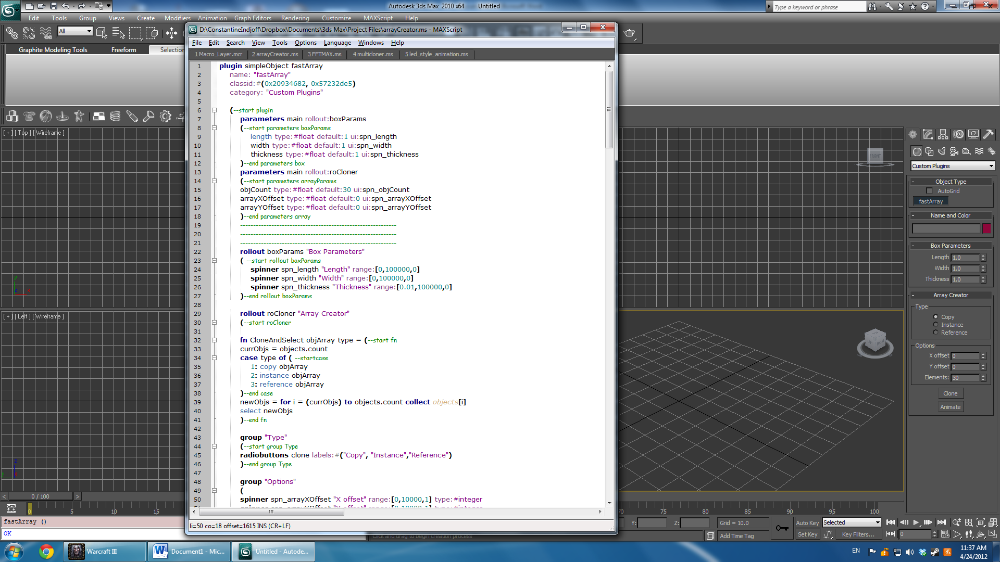 Autodesk 3ds Max 2010 x64 Untitled
Type a keyword or phrase
Edit Tools Group Views Create Modifiers Animation Graph Editors Rendering Customize MAXScript Help
All
D:\ConstantineIndjoff\Dropbox\Documents\3ds Max\Project Files\arrayCreator.ms - MAXScript
File Edit Search View Tools Options Language Windows Help
Graphite Modeling Tools Freeform Selection
1 Macro_Layer.mcr 2 arrayCreator.ms 3 FFTMAX.ms 4 multicloner.ms 5 led_style_animation.ms
1 plugin simpleObject fastArray
2 name: "fastArray"
3 classid:#(0x20934682, 0x57232de5)
4 category: "Custom Plugins"
5
6 (--start plugin
7 parameters main rollout:boxParams
8 (--start parameters boxParams
9 length type:#float default:1 ui:spn_length
10 width type:#float default:1 ui:spn_width
11 thickness type:#float default:1 ui:spn_thickness
12 )--end parameters box
13 parameters main rollout:roCloner
14 (--start parameters arrayParams
15 objCount type:#float default:30 ui:spn_objCount
16 arrayXOffset type:#float default:0 ui:spn_arrayXOffset
17 arrayYOffset type:#float default:0 ui:spn_arrayYOffset
18 )--end parameters array
19 ------------------------------------------------------------
20 ------------------------------------------------------------
21 ------------------------------------------------------------
22 rollout boxParams "Box Parameters"
23 ( --start rollout boxParams
24 spinner spn_length "Length" range:[0,100000,0]
25 spinner spn_width "Width" range:[0,100000,0]
26 spinner spn_thickness "Thickness" range:[0.01,100000,0]
27 )--end rollout boxParams
28
29 rollout roCloner "Array Creator"
30 (--start roCloner
31
32 fn CloneAndSelect objArray type = (--start fn
33 currObjs = objects.count
34 case type of ( --startcase
35 1: copy objArray
36 2: instance objArray
37 3: reference objArray
38 )--end case
39 newObjs = for i = (currObjs) to objects.count collect objects[i]
40 select newObjs
41 )--end fn
42
43 group "Type"
44 (--start group Type
45 radiobuttons clone labels:#("Copy", "Instance","Reference")
46 )--end group Type
47
48 group "Options"
49 (
50 spinner spn_arrayXOffset "X offset" range:[0,10000,1] type:#integer
51 spinner spn_arrayYOffset "Y offset" range:[0,10000,1] type:#integer
li=50 co=18 offset=1615 INS (CR+LF)
[ + ] [ Top ] [ Wireframe ]
y
z x
[ + ] [ Left ] [ Wireframe ]
z
y
FRONT
Custom Plugins
- Object Type
AutoGrid
fastArray
- Name and Color
- Box Parameters
Length 1.0
Width 1.0
Thickness 1.0
- Array Creator
Type
Copy
Instance
Reference
Options
X offset 0
Y offset 0
Elements: 30
Clone
Animate
< 0 / 100 >
0 5 10 15 70 75 80 85 90 95 100
fastArray ()
OK
Click and drag to begin creation process
Y: Z: Grid = 10.0
Add Time Tag
Auto Key Selected
Set Key Key Filters... 0
Warcraft III
Document1 - Mic...
Untitled - Autode...
EN
11:37 AM
4/24/2012